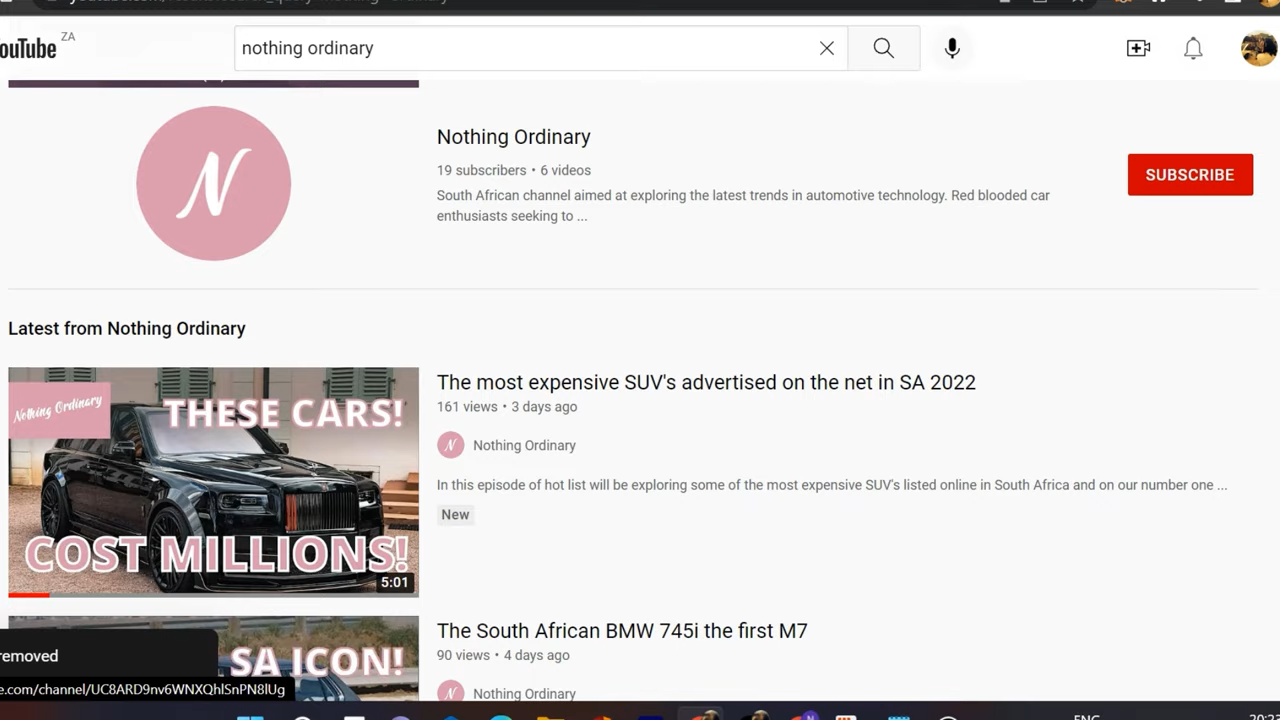 YouTube ZA
nothing ordinary
N
Nothing Ordinary
19 subscribers • 6 videos
SUBSCRIBE
South African channel aimed at exploring the latest trends in automotive technology. Red blooded car
enthusiasts seeking to ...
Latest from Nothing Ordinary
Nothing Ordinary
THESE CARS!
COST MILLIONS!
5:01
The most expensive SUV's advertised on the net in SA 2022
161 views • 3 days ago
N Nothing Ordinary
In this episode of hot list will be exploring some of the most expensive SUV's listed online in South Africa and on our number one ...
New
SA ICON!
The South African BMW 745i the first M7
90 views • 4 days ago
N Nothing Ordinary
removed
e.com/channel/UC8ARD9nv6WNXQhlSnPN8lUg
ENG